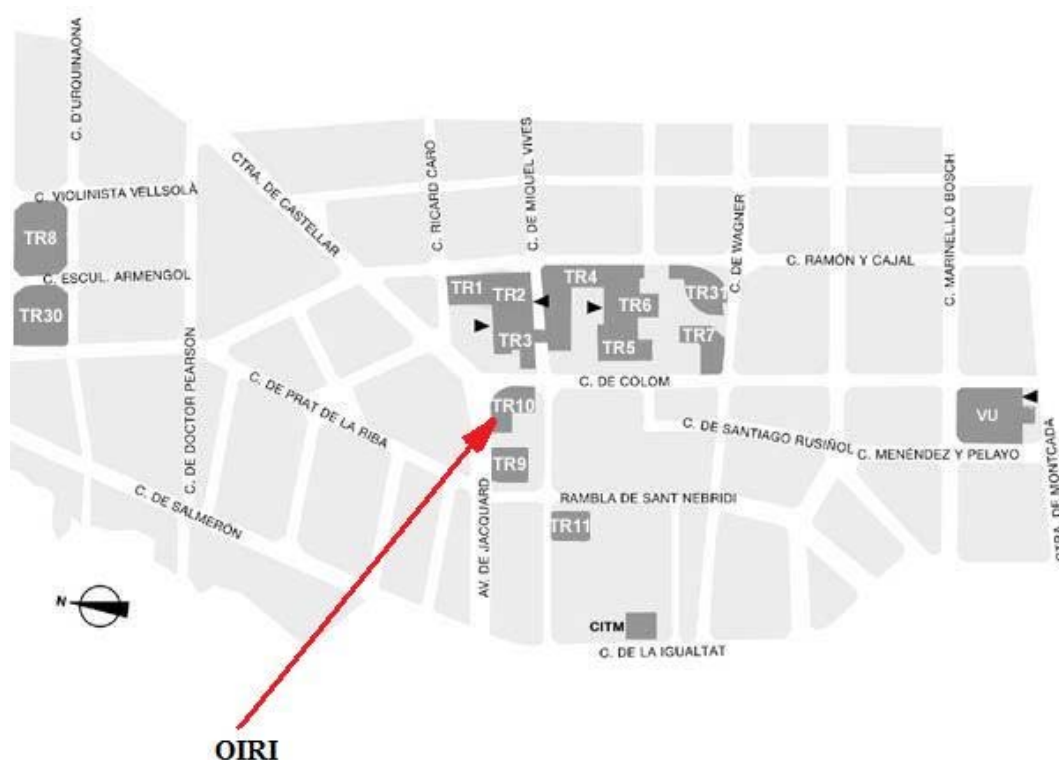 C. D'URQUINAONA
C. VIOLINISTA VELLSOLÀ
TR8
C. ESCUL. ARMENGOL
TR30
C. DE DOCTOR PEARSON
CTRA. DE CASTELLAR
C. RICARD CARO
C. DE MIQUEL VIVES
C. DE WAGNER
C. MARINEL.LO BOSCH
C. RAMÓN Y CAJAL
TR1
TR2
TR3
TR4
TR6
TR5
TR31
TR7
C. DE COLOM
C. DE PRAT DE LA RIBA
TR10
VU
C. DE SANTIAGO RUSIÑOL
C. MENÉNDEZ Y PELAYO
CTRA. DE MONTCADA
TR9
C. DE SALMERÓN
AV. DE JACQUARD
RAMBLA DE SANT NEBRIDI
TR11
N
CITM
C. DE LA IGUALTAT
OIRI